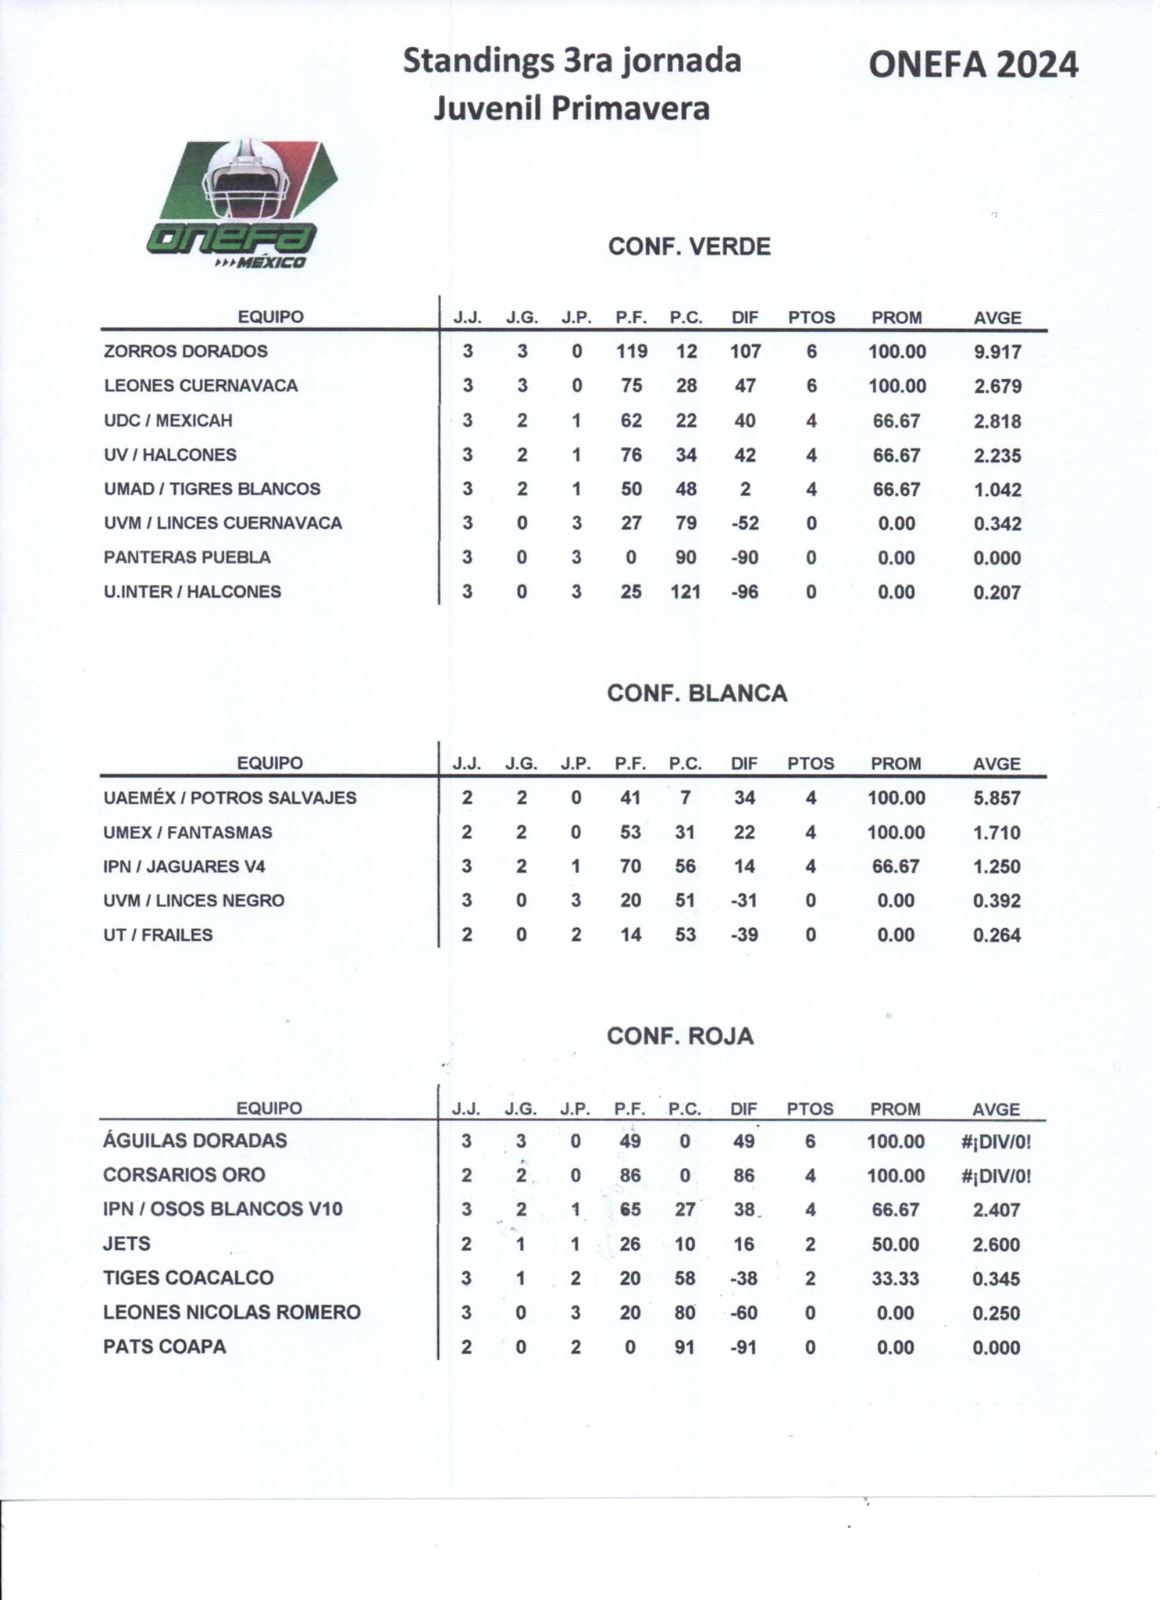 Standings 3ra jornada ONEFA 2024
Juvenil Primavera
ONEFA
>>>MÉXICO
CONF. VERDE
EQUIPO J.J. J.G. J.P. P.F. P.C. DIF PTOS PROM AVGE
ZORROS DORADOS 3 3 0 119 12 107 6 100.00 9.917
LEONES CUERNAVACA 3 3 0 75 28 47 6 100.00 2.679
UDC / MEXICAH 3 2 1 62 22 40 4 66.67 2.818
UV / HALCONES 3 2 1 76 34 42 4 66.67 2.235
UMAD / TIGRES BLANCOS 3 2 1 50 48 2 4 66.67 1.042
UVM / LINCES CUERNAVACA 3 0 3 27 79 -52 0 0.00 0.342
PANTERAS PUEBLA 3 0 3 0 90 -90 0 0.00 0.000
U.INTER / HALCONES 3 0 3 25 121 -96 0 0.00 0.207
CONF. BLANCA
EQUIPO J.J. J.G. J.P. P.F. P.C. DIF PTOS PROM AVGE
UAEMÉX / POTROS SALVAJES 2 2 0 41 7 34 4 100.00 5.857
UMEX / FANTASMAS 2 2 0 53 31 22 4 100.00 1.710
IPN / JAGUARES V4 3 2 1 70 56 14 4 66.67 1.250
UVM / LINCES NEGRO 3 0 3 20 51 -31 0 0.00 0.392
UT / FRAILES 2 0 2 14 53 -39 0 0.00 0.264
CONF. ROJA
EQUIPO J.J. J.G. J.P. P.F. P.C. DIF PTOS PROM AVGE
ÁGUILAS DORADAS 3 3 0 49 0 49 6 100.00 #¡DIV/0!
CORSARIOS ORO 2 2 0 86 0 86 4 100.00 #¡DIV/0!
IPN / OSOS BLANCOS V10 3 2 1 65 27 38 4 66.67 2.407
JETS 2 1 1 26 10 16 2 50.00 2.600
TIGES COACALCO 3 1 2 20 58 -38 2 33.33 0.345
LEONES NICOLAS ROMERO 3 0 3 20 80 -60 0 0.00 0.250
PATS COAPA 2 0 2 0 91 -91 0 0.00 0.000